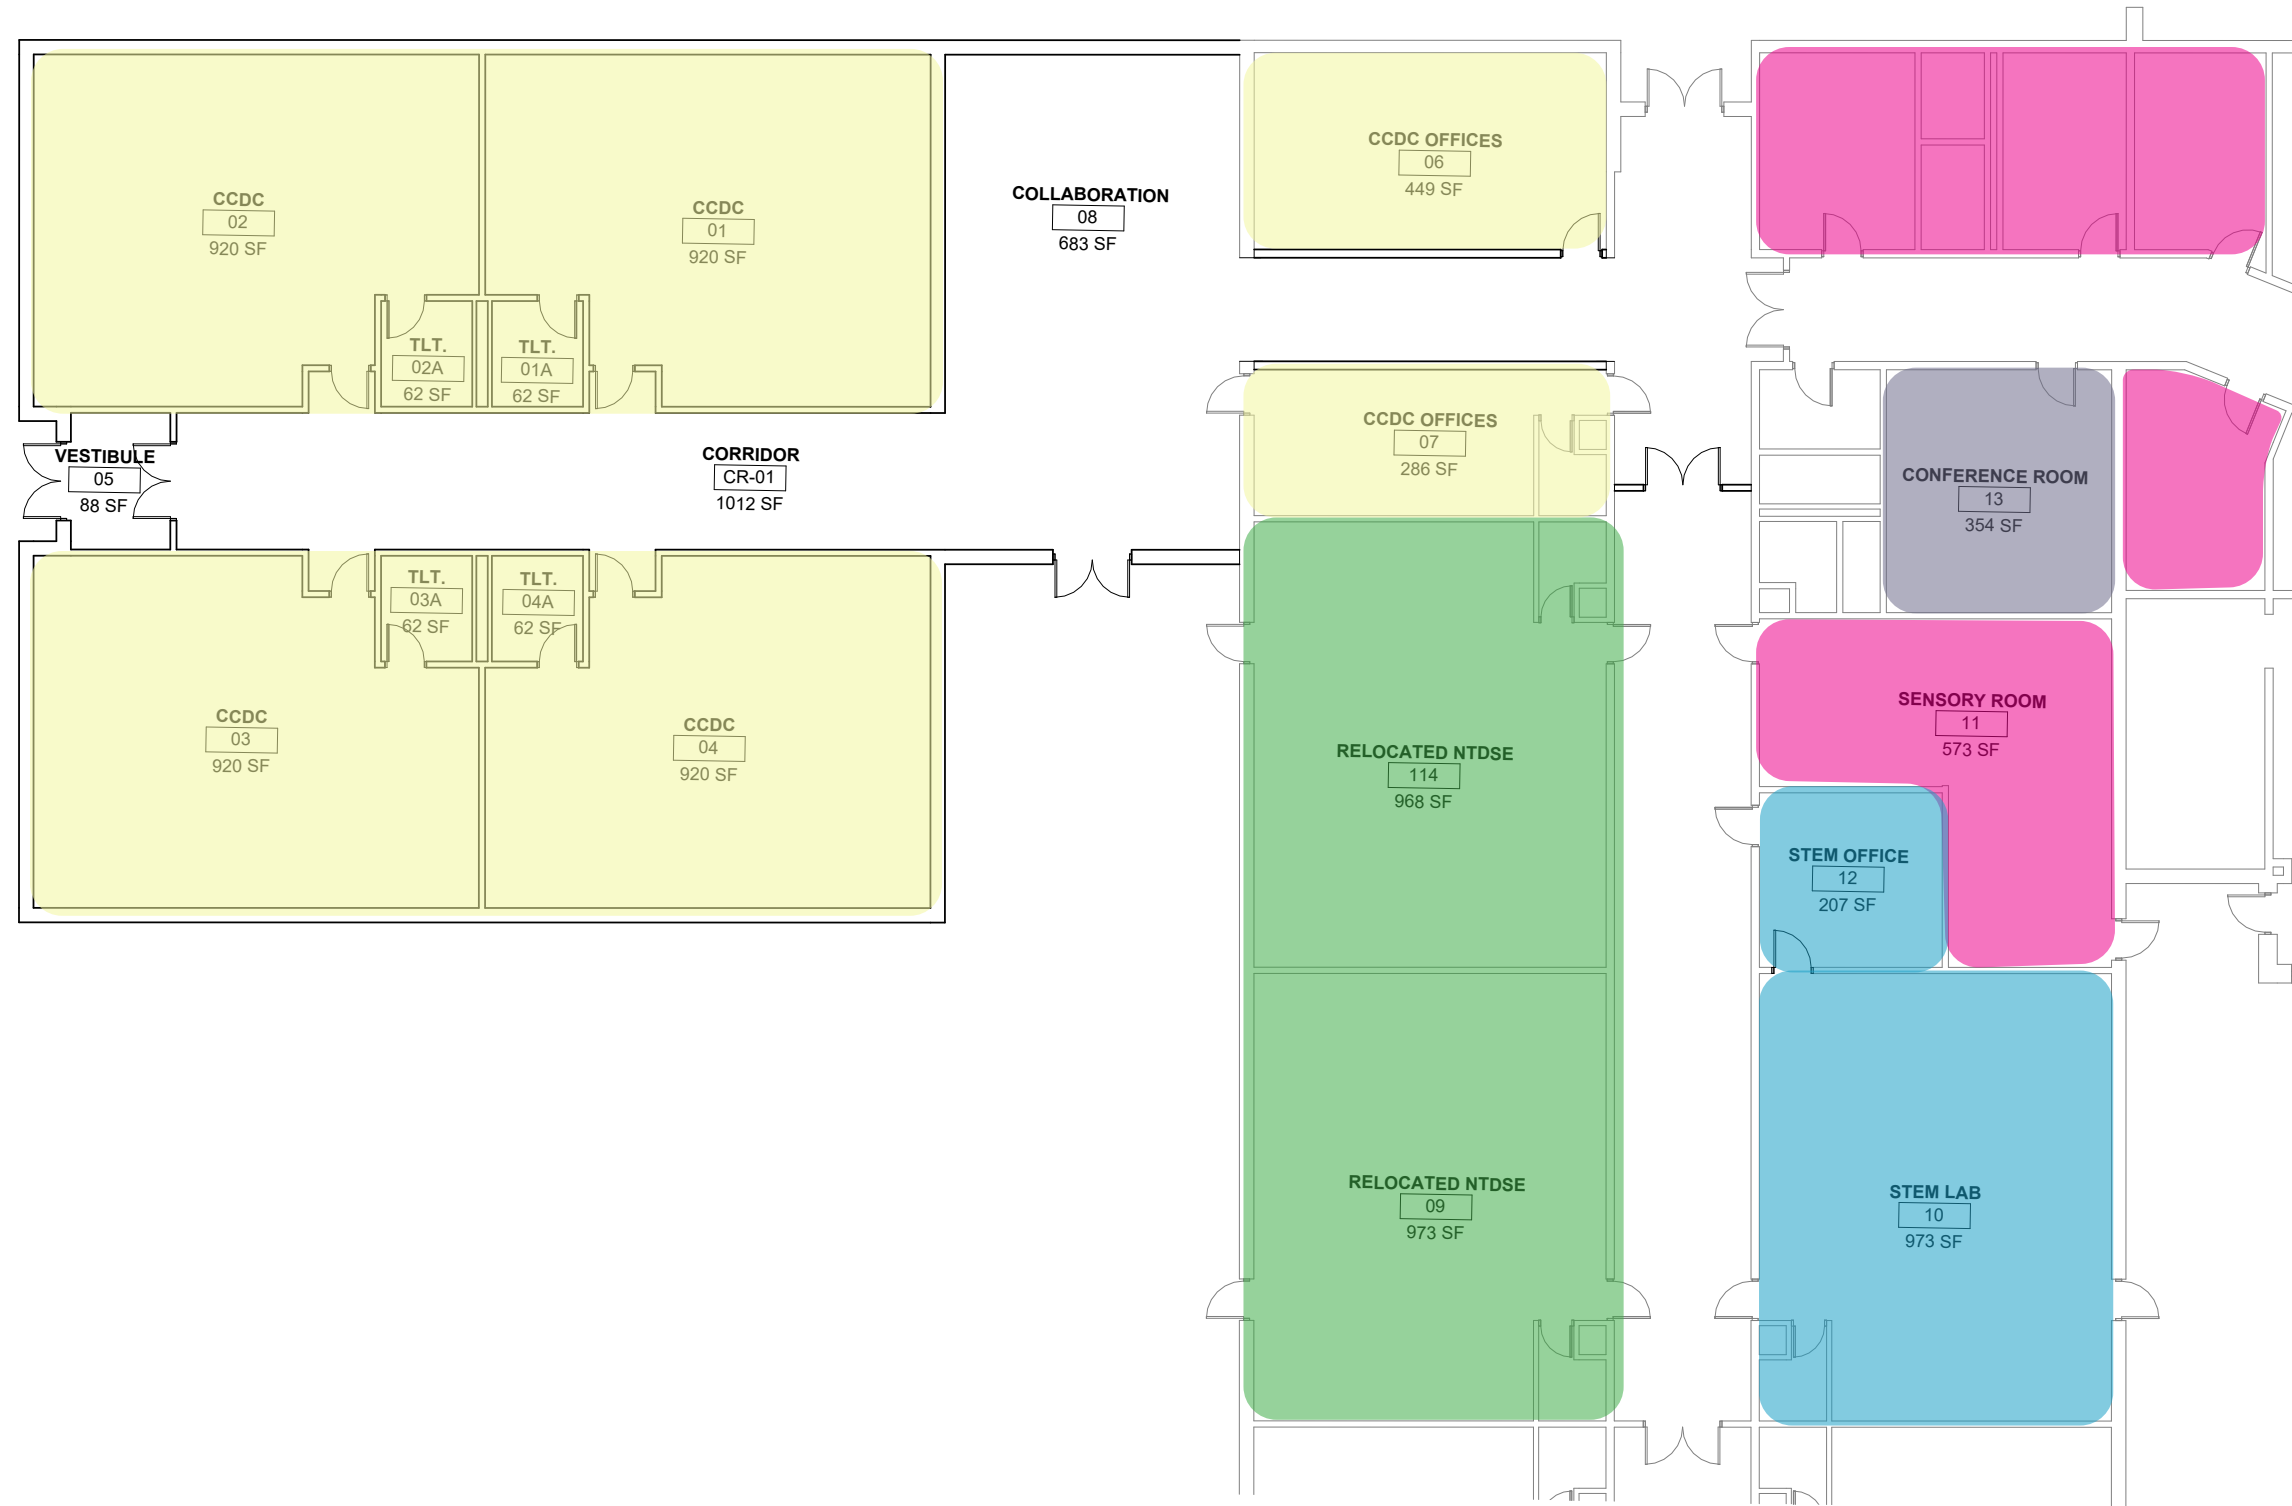 CCDC
02
920 SF
CCDC
01
920 SF
COLLABORATION
08
683 SF
CCDC OFFICES
06
449 SF
TLT.
02A
62 SF
TLT.
01A
62 SF
VESTIBULE
05
88 SF
CORRIDOR
CR-01
1012 SF
CCDC OFFICES
07
286 SF
CONFERENCE ROOM
13
354 SF
TLT.
03A
62 SF
TLT.
04A
62 SF
CCDC
03
920 SF
CCDC
04
920 SF
RELOCATED NTDSE
114
968 SF
SENSORY ROOM
11
573 SF
STEM OFFICE
12
207 SF
RELOCATED NTDSE
09
973 SF
STEM LAB
10
973 SF